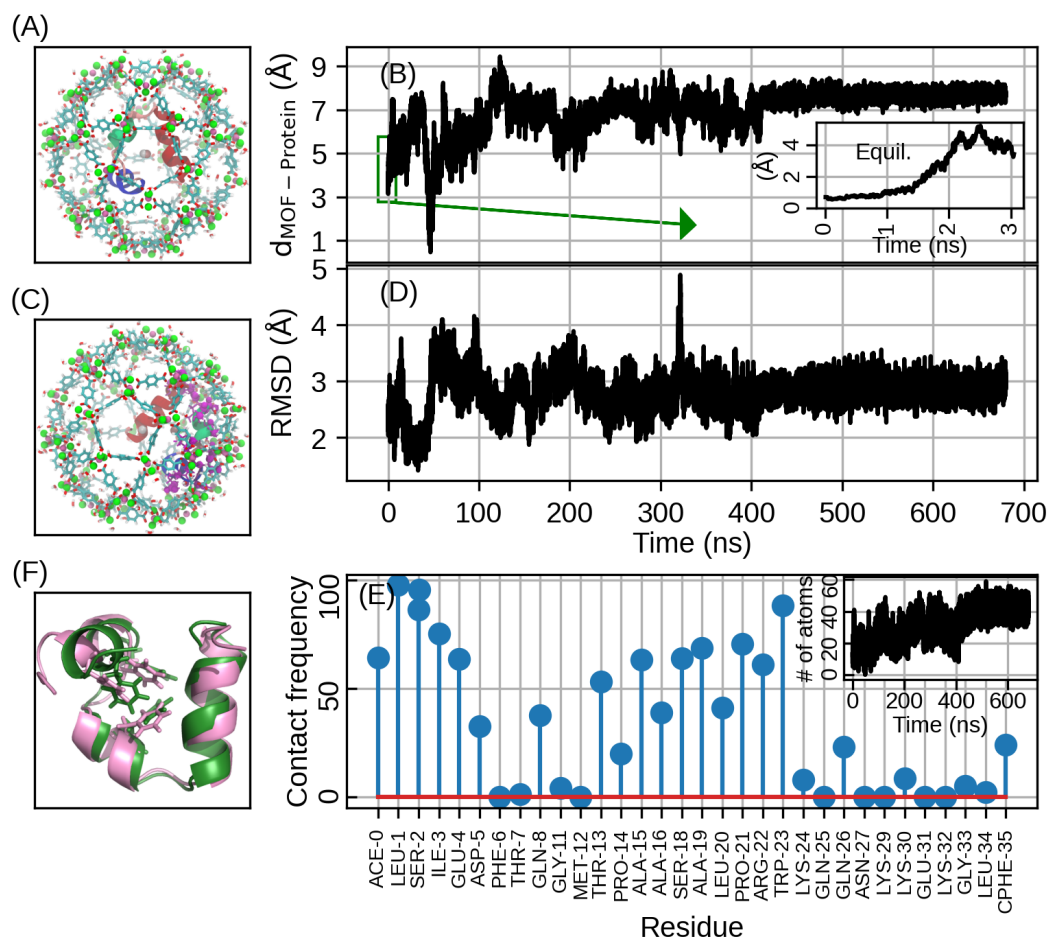 (A)
(B)
d_MOF – Protein (Å)
9
7
5
3
1
Equil.
(Å)
4
2
0
0
1
2
3
Time (ns)
(C)
(D)
RMSD (Å)
5
4
3
2
0
100
200
300
400
500
600
700
Time (ns)
(F)
(E)
Contact frequency
100
50
0
# of atoms
60
40
20
0
0
200
400
600
Time (ns)
ACE-0
LEU-1
SER-2
ILE-3
GLU-4
ASP-5
PHE-6
THR-7
GLN-8
GLY-11
MET-12
THR-13
PRO-14
ALA-15
ALA-16
SER-18
ALA-19
LEU-20
PRO-21
ARG-22
TRP-23
LYS-24
GLN-25
GLN-26
ASN-27
LYS-29
LYS-30
GLU-31
LYS-32
GLY-33
LEU-34
CPHE-35
Residue